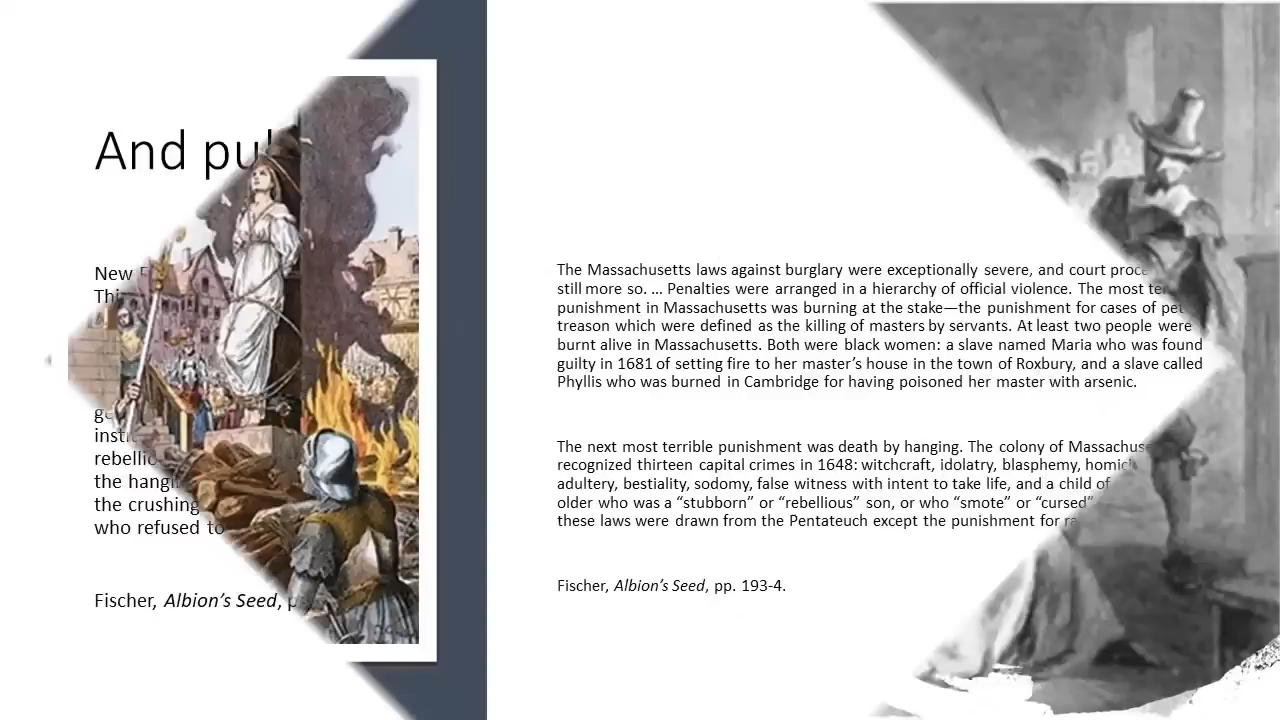 And pu
New
Thi
ge
insti
rebellio
the hangi
the crushing
who refused to
Fischer, Albion's Seed, p
The Massachusetts laws against burglary were exceptionally severe, and court proce
still more so. … Penalties were arranged in a hierarchy of official violence. The most te
punishment in Massachusetts was burning at the stake—the punishment for cases of pet
treason which were defined as the killing of masters by servants. At least two people were
burnt alive in Massachusetts. Both were black women: a slave named Maria who was found
guilty in 1681 of setting fire to her master's house in the town of Roxbury, and a slave called
Phyllis who was burned in Cambridge for having poisoned her master with arsenic.
The next most terrible punishment was death by hanging. The colony of Massachuse
recognized thirteen capital crimes in 1648: witchcraft, idolatry, blasphemy, homic
adultery, bestiality, sodomy, false witness with intent to take life, and a child of
older who was a “stubborn” or “rebellious” son, or who “smote” or “cursed”
these laws were drawn from the Pentateuch except the punishment for ra
Fischer, Albion's Seed, pp. 193-4.